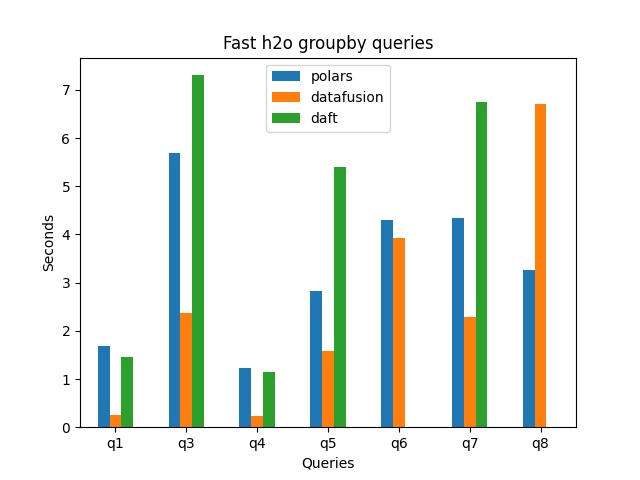 Fast h2o groupby queries
polars
datafusion
daft
Seconds
7
6
5
4
3
2
1
0
q1 q3 q4 q5 q6 q7 q8
Queries